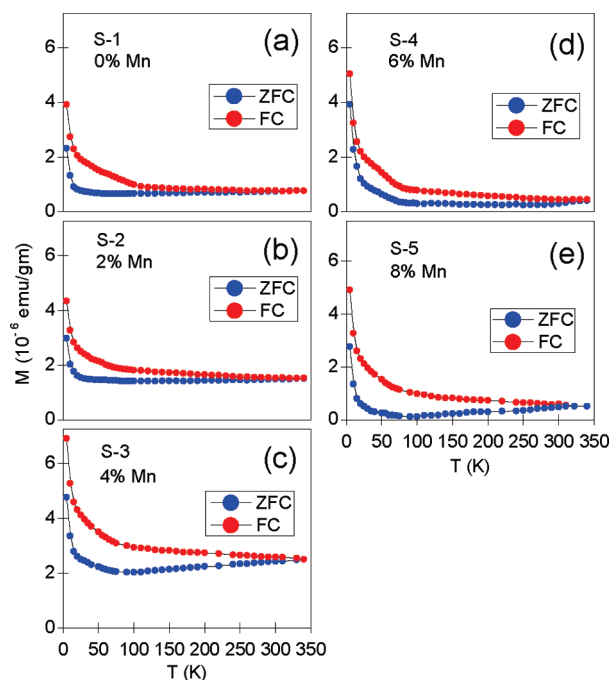 S-1
0% Mn
(a)
ZFC
FC
6
4
2
0
S-2
2% Mn
(b)
ZFC
FC
6
4
2
0
M (10⁻⁶ emu/gm)
S-3
4% Mn
(c)
ZFC
FC
6
4
2
0
0 50 100 150 200 250 300 350
T (K)
S-4
6% Mn
(d)
ZFC
FC
6
4
2
0
S-5
8% Mn
(e)
ZFC
FC
6
4
2
0
0 50 100 150 200 250 300 350
T (K)